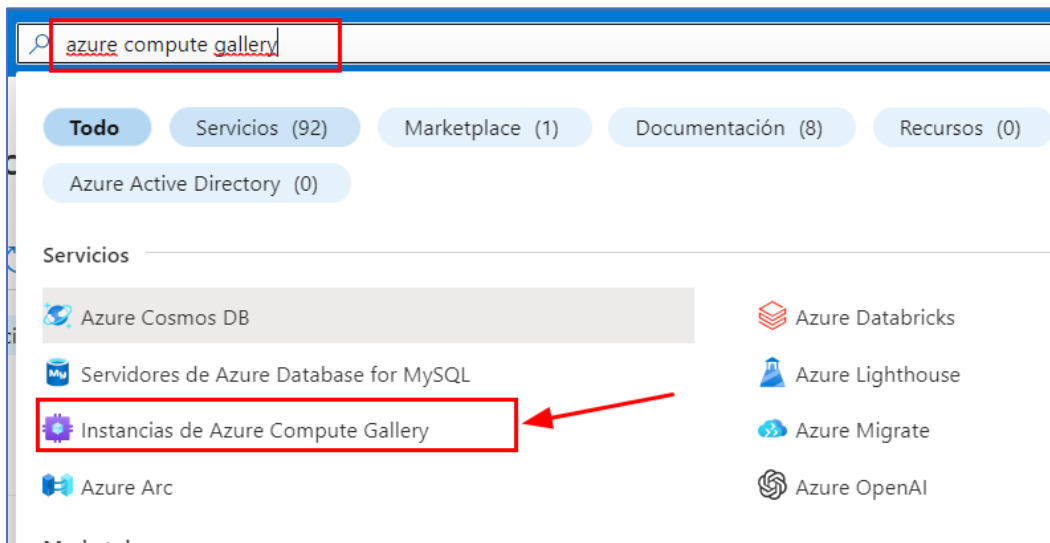 azure compute gallery
Todo Servicios (92) Marketplace (1) Documentación (8) Recursos (0)
Azure Active Directory (0)
Servicios
Azure Cosmos DB
Azure Databricks
Servidores de Azure Database for MySQL
Azure Lighthouse
Instancias de Azure Compute Gallery
Azure Migrate
Azure Arc
Azure OpenAI